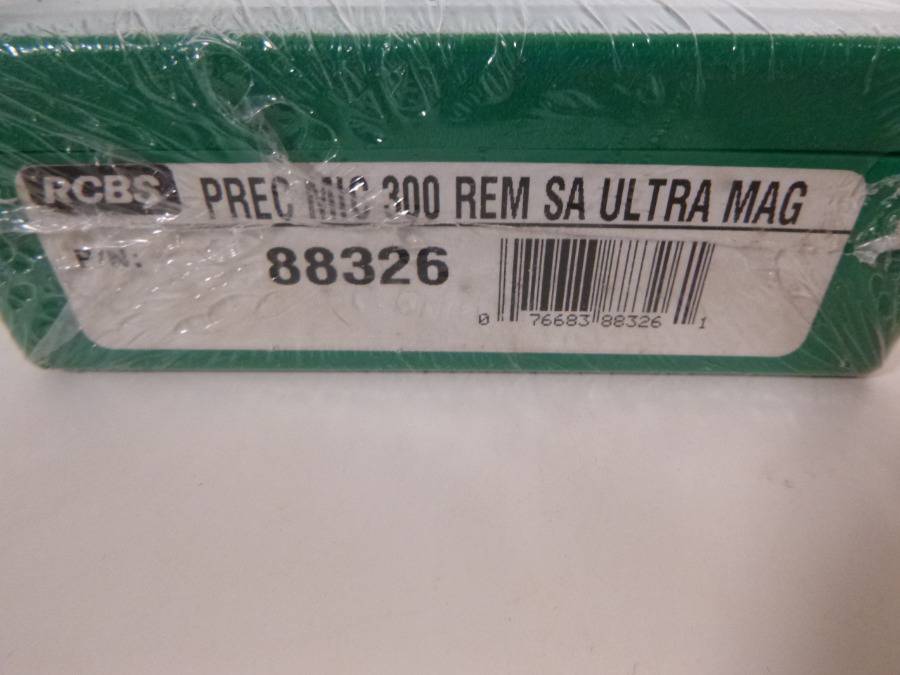 RCBS PREC MIC 300 REM SA ULTRA MAG
P/N: 88326
0 76683 88326 1